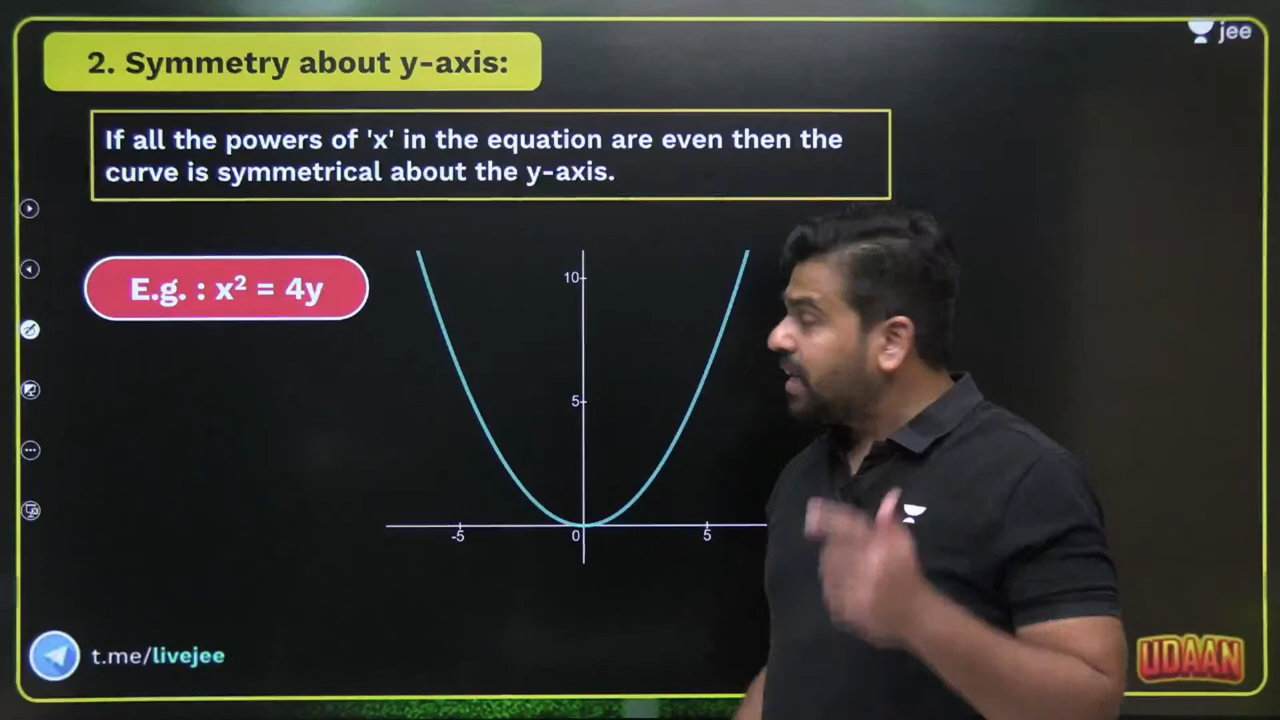 jee
2. Symmetry about y-axis:
If all the powers of 'x' in the equation are even then the
curve is symmetrical about the y-axis.
E.g. : x² = 4y
10
5
-5
0
5
t.me/livejee
UDAAN